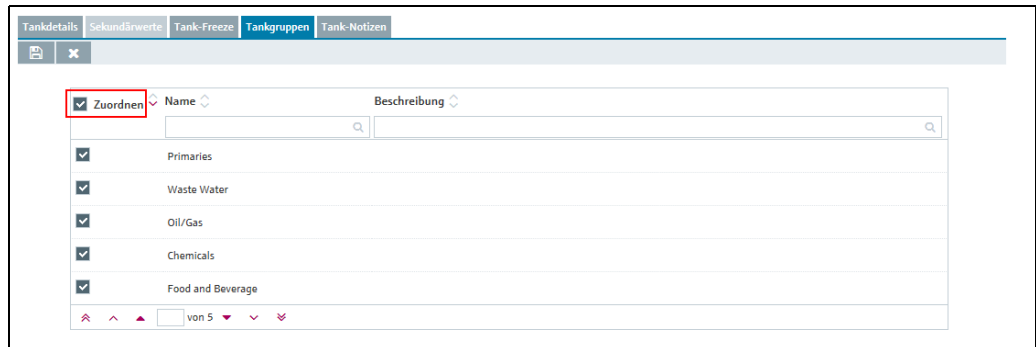 Tankdetails Sekundärwerte Tank-Freeze Tankgruppen Tank-Notizen
Zuordnen Name Beschreibung
Primaries
Waste Water
Oil/Gas
Chemicals
Food and Beverage
von 5